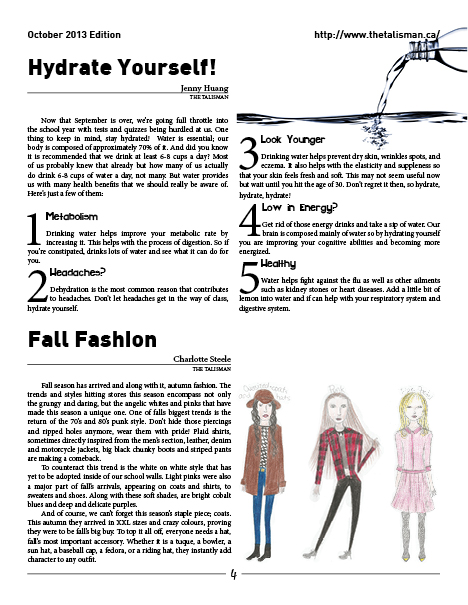 October 2013 Edition
http://www.thetalisman.ca/
Hydrate Yourself!
Jenny Huang
THE TALISMAN
Now that September is over, we're going full throttle into
the school year with tests and quizzes being hurdled at us. One
thing to keep in mind, stay hydrated! Water is essential; our
body is composed of approximately 70% of it. And did you know
it is recommended that we drink at least 6-8 cups a day? Most
of us probably knew that already but how many of us actually
do drink 6-8 cups of water a day, not many. But water provides
us with many health benefits that we should really be aware of.
Here's just a few of them:
1 Metabolism
Drinking water helps improve your metabolic rate by
increasing it. This helps with the process of digestion. So if
you're constipated, drinks lots of water and see what it can do for
you.
2 Headaches?
Dehydration is the most common reason that contributes
to headaches. Don't let headaches get in the way of class,
hydrate yourself.
3 Look Younger
Drinking water helps prevent dry skin, wrinkles spots, and
eczema. It also helps with the elasticity and suppleness so
that your skin feels fresh and soft. This may not seem useful now
but wait until you hit the age of 30. Don't regret it then, so hydrate,
hydrate, hydrate!
4 Low in Energy?
Get rid of those energy drinks and take a sip of water. Our
brain is composed mainly of water so by hydrating yourself
you are improving your cognitive abilities and becoming more
energized.
5 Healthy
Water helps fight against the flu as well as other ailments
such as kidney stones or heart diseases. Add a little bit of
lemon into water and if can help with your respiratory system and
digestive system.
Fall Fashion
Charlotte Steele
THE TALISMAN
Fall season has arrived and along with it, autumn fashion. The
trends and styles hitting stores this season encompass not only
the grungy and daring, but the angelic whites and pinks that have
made this season a unique one. One of falls biggest trends is the
return of the 70's and 80's punk style. Don't hide those piercings
and ripped holes anymore, wear them with pride! Plaid shirts,
sometimes directly inspired from the men's section, leather, denim
and motorcycle jackets, big black chunky boots and striped pants
are making a comeback.
To counteract this trend is the white on white style that has
yet to be adopted inside of our school walls. Light pinks were also
a major part of fall's arrivals, appearing on coats and shirts, to
sweaters and shoes. Along with these soft shades, are bright cobalt
blues and deep and delicate purples.
And of course, we can't forget this season's staple piece; coats.
This autumn they arrived in XXL sizes and crazy colours, proving
they were to be fall's big buy. To top it all off, everyone needs a hat,
fall's most important accessory. Whether it is a tuque, a bowler, a
sun hat, a baseball cap, a fedora, or a riding hat, they instantly add
character to any outfit.
4